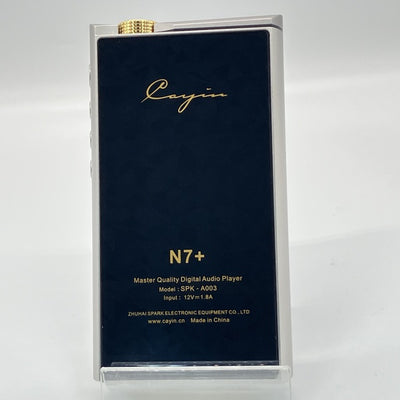 Cayin
N7+
Master Quality Digital Audio Player
Model : SPK - A003
Input : 12V⎓1.8A
ZHUHAI SPARK ELECTRONIC EQUIPMENT CO., LTD
www.cayin.cn Made in China